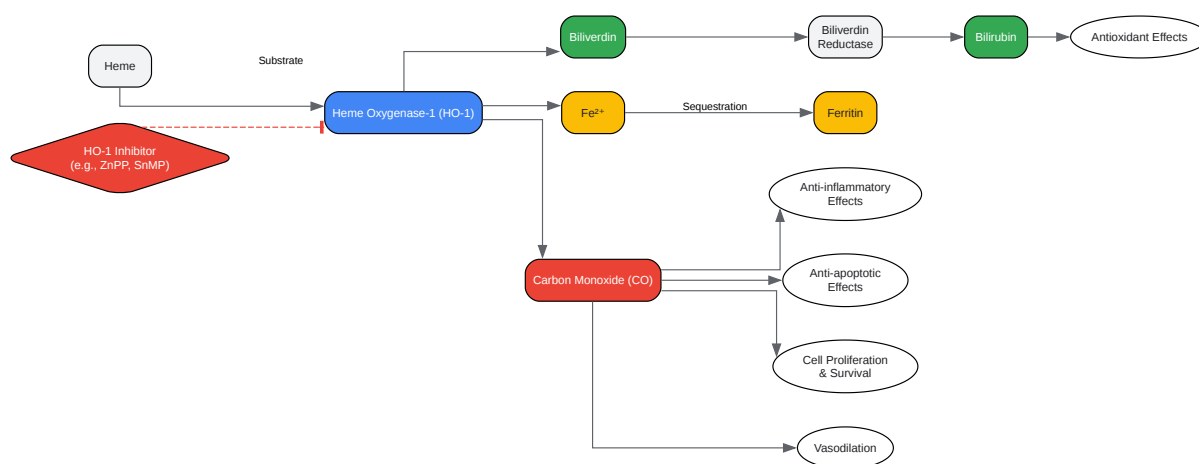 Heme
Substrate
HO-1 Inhibitor
(e.g., ZnPP, SnMP)
Heme Oxygenase-1 (HO-1)
Biliverdin
Biliverdin
Reductase
Bilirubin
Antioxidant Effects
Fe²⁺
Sequestration
Ferritin
Carbon Monoxide (CO)
Anti-inflammatory
Effects
Anti-apoptotic
Effects
Cell Proliferation
& Survival
Vasodilation